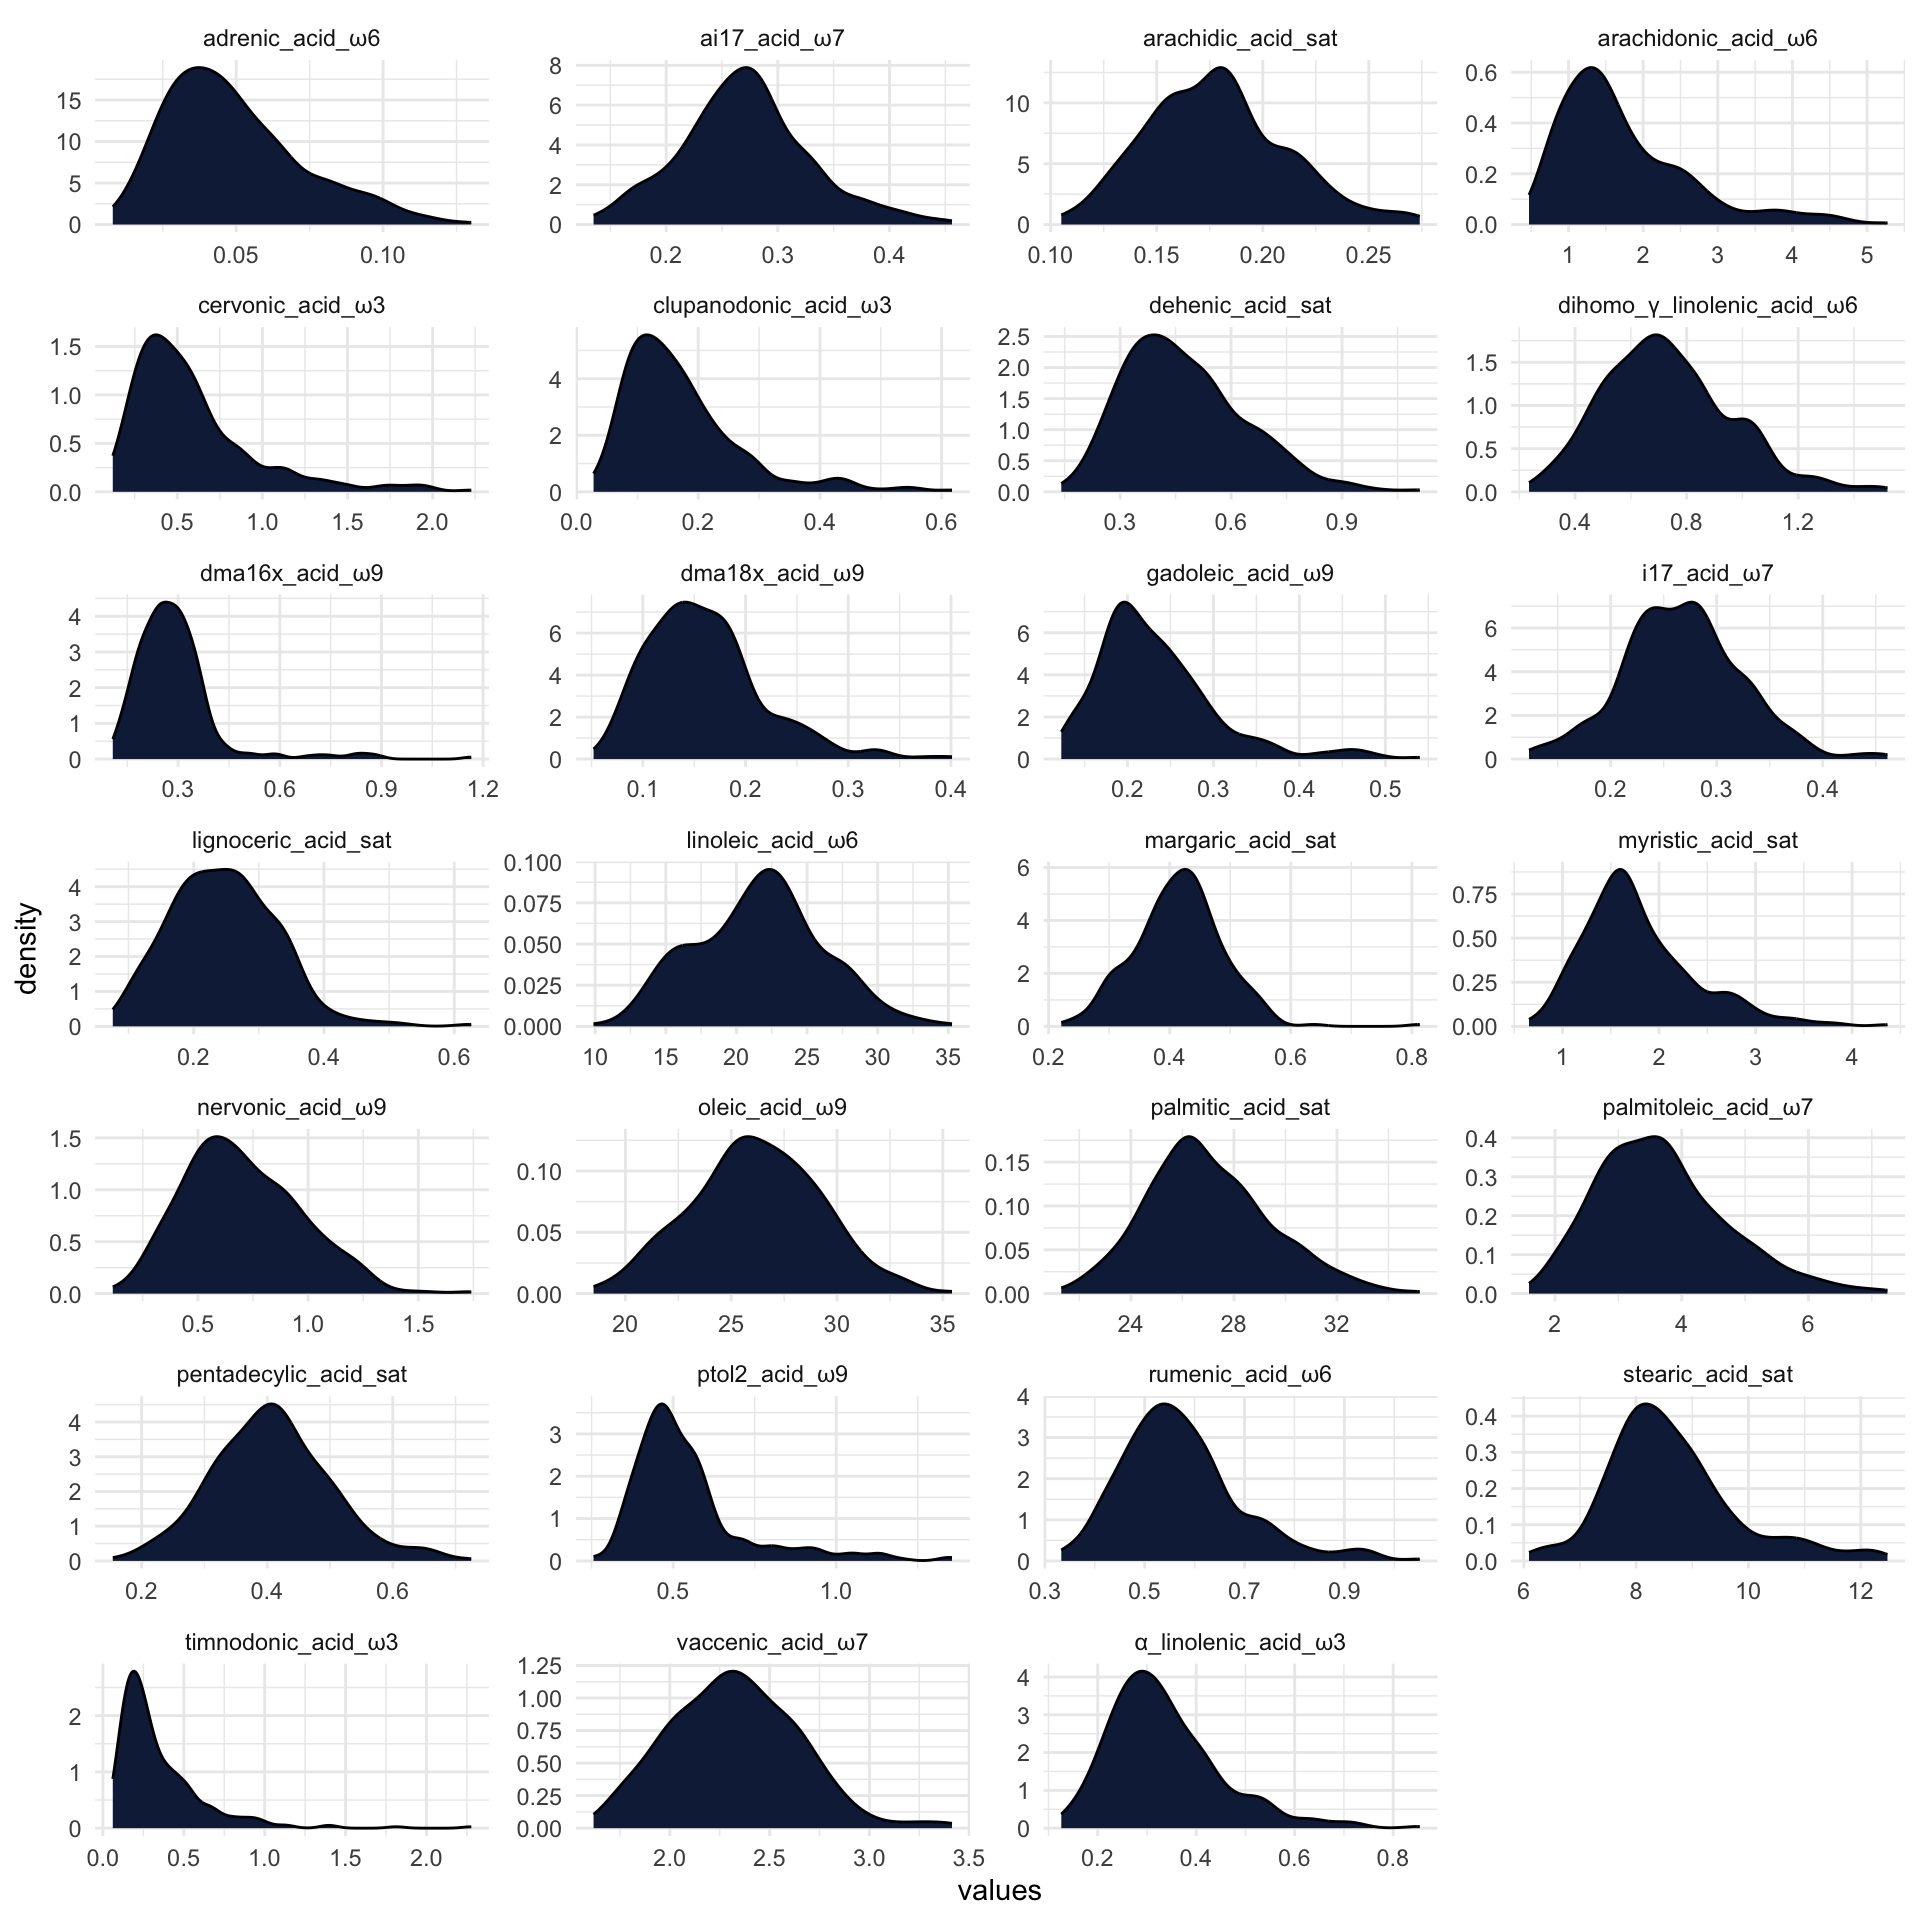 adrenic_acid_ω6 ai17_acid_ω7 arachidic_acid_sat arachidonic_acid_ω6
15 10 5 0
8 6 4 2 0
10 5 0
0.6 0.4 0.2 0.0
0.05 0.10 0.2 0.3 0.4 0.10 0.15 0.20 0.25 1 2 3 4 5
cervonic_acid_ω3 clupanodonic_acid_ω3 dehenic_acid_sat dihomo_γ_linolenic_acid_ω6
1.5 1.0 0.5 0.0
4 2 0
2.5 2.0 1.5 1.0 0.5 0.0
1.5 1.0 0.5 0.0
0.5 1.0 1.5 2.0 0.0 0.2 0.4 0.6 0.3 0.6 0.9 0.4 0.8 1.2
dma16x_acid_ω9 dma18x_acid_ω9 gadoleic_acid_ω9 i17_acid_ω7
4 3 2 1 0
6 4 2 0
6 4 2 0
6 4 2 0
0.3 0.6 0.9 1.2 0.1 0.2 0.3 0.4 0.2 0.3 0.4 0.5 0.2 0.3 0.4
lignoceric_acid_sat linoleic_acid_ω6 margaric_acid_sat myristic_acid_sat
4 3 2 1 0
0.100 0.075 0.050 0.025 0.000
6 4 2 0
0.75 0.50 0.25 0.00
0.2 0.4 0.6 10 15 20 25 30 35 0.2 0.4 0.6 0.8 1 2 3 4
density
nervonic_acid_ω9 oleic_acid_ω9 palmitic_acid_sat palmitoleic_acid_ω7
1.5 1.0 0.5 0.0
0.10 0.05 0.00
0.15 0.10 0.05 0.00
0.4 0.3 0.2 0.1 0.0
0.5 1.0 1.5 20 25 30 35 24 28 32 2 4 6
pentadecylic_acid_sat ptol2_acid_ω9 rumenic_acid_ω6 stearic_acid_sat
4 3 2 1 0
3 2 1 0
4 3 2 1 0
0.4 0.3 0.2 0.1 0.0
0.2 0.4 0.6 0.5 1.0 0.3 0.5 0.7 0.9 6 8 10 12
timnodonic_acid_ω3 vaccenic_acid_ω7 α_linolenic_acid_ω3
2 1 0
1.25 1.00 0.75 0.50 0.25 0.00
4 3 2 1 0
0.0 0.5 1.0 1.5 2.0 2.0 2.5 3.0 3.5 0.2 0.4 0.6 0.8
values